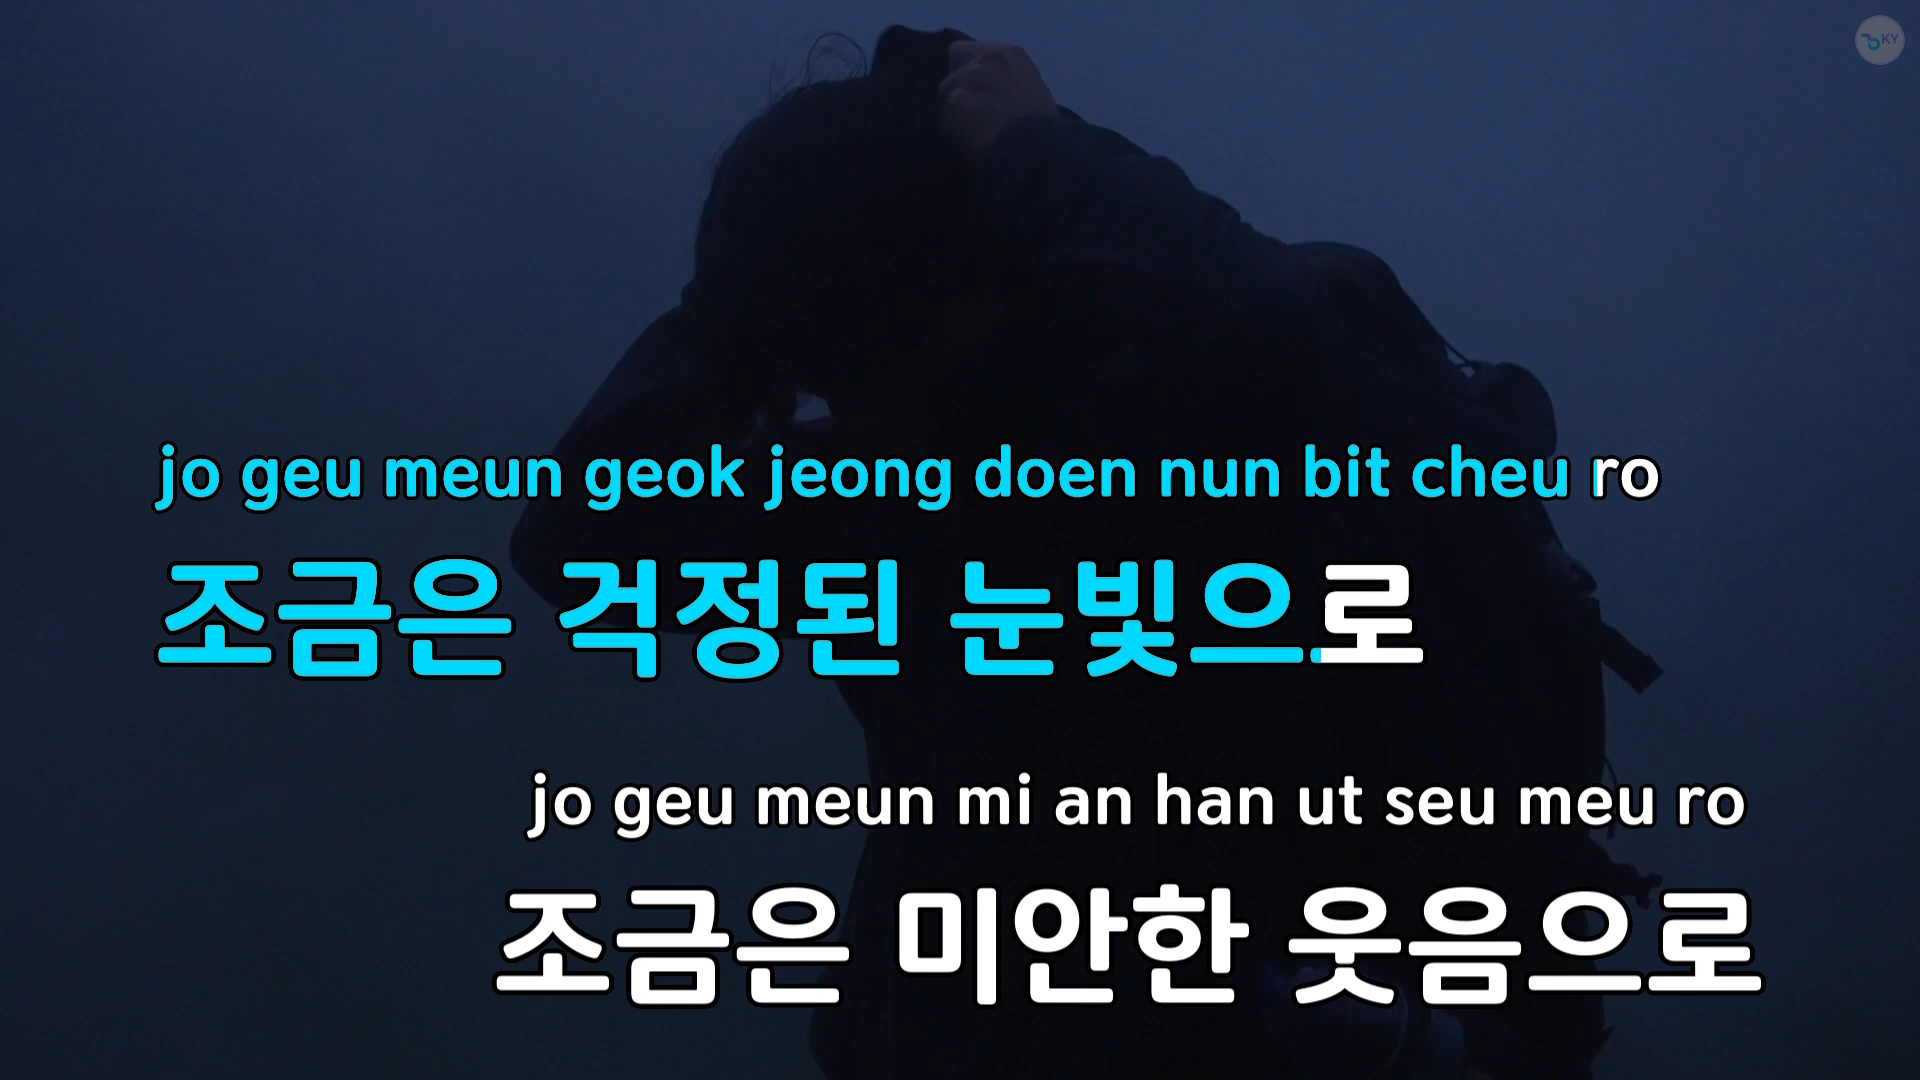 KY
jo geu meun geok jeong doen nun bit cheu ro
조금은 걱정된 눈빛으로
jo geu meun mi an han ut seu meu ro
조금은 미안한 웃음으로